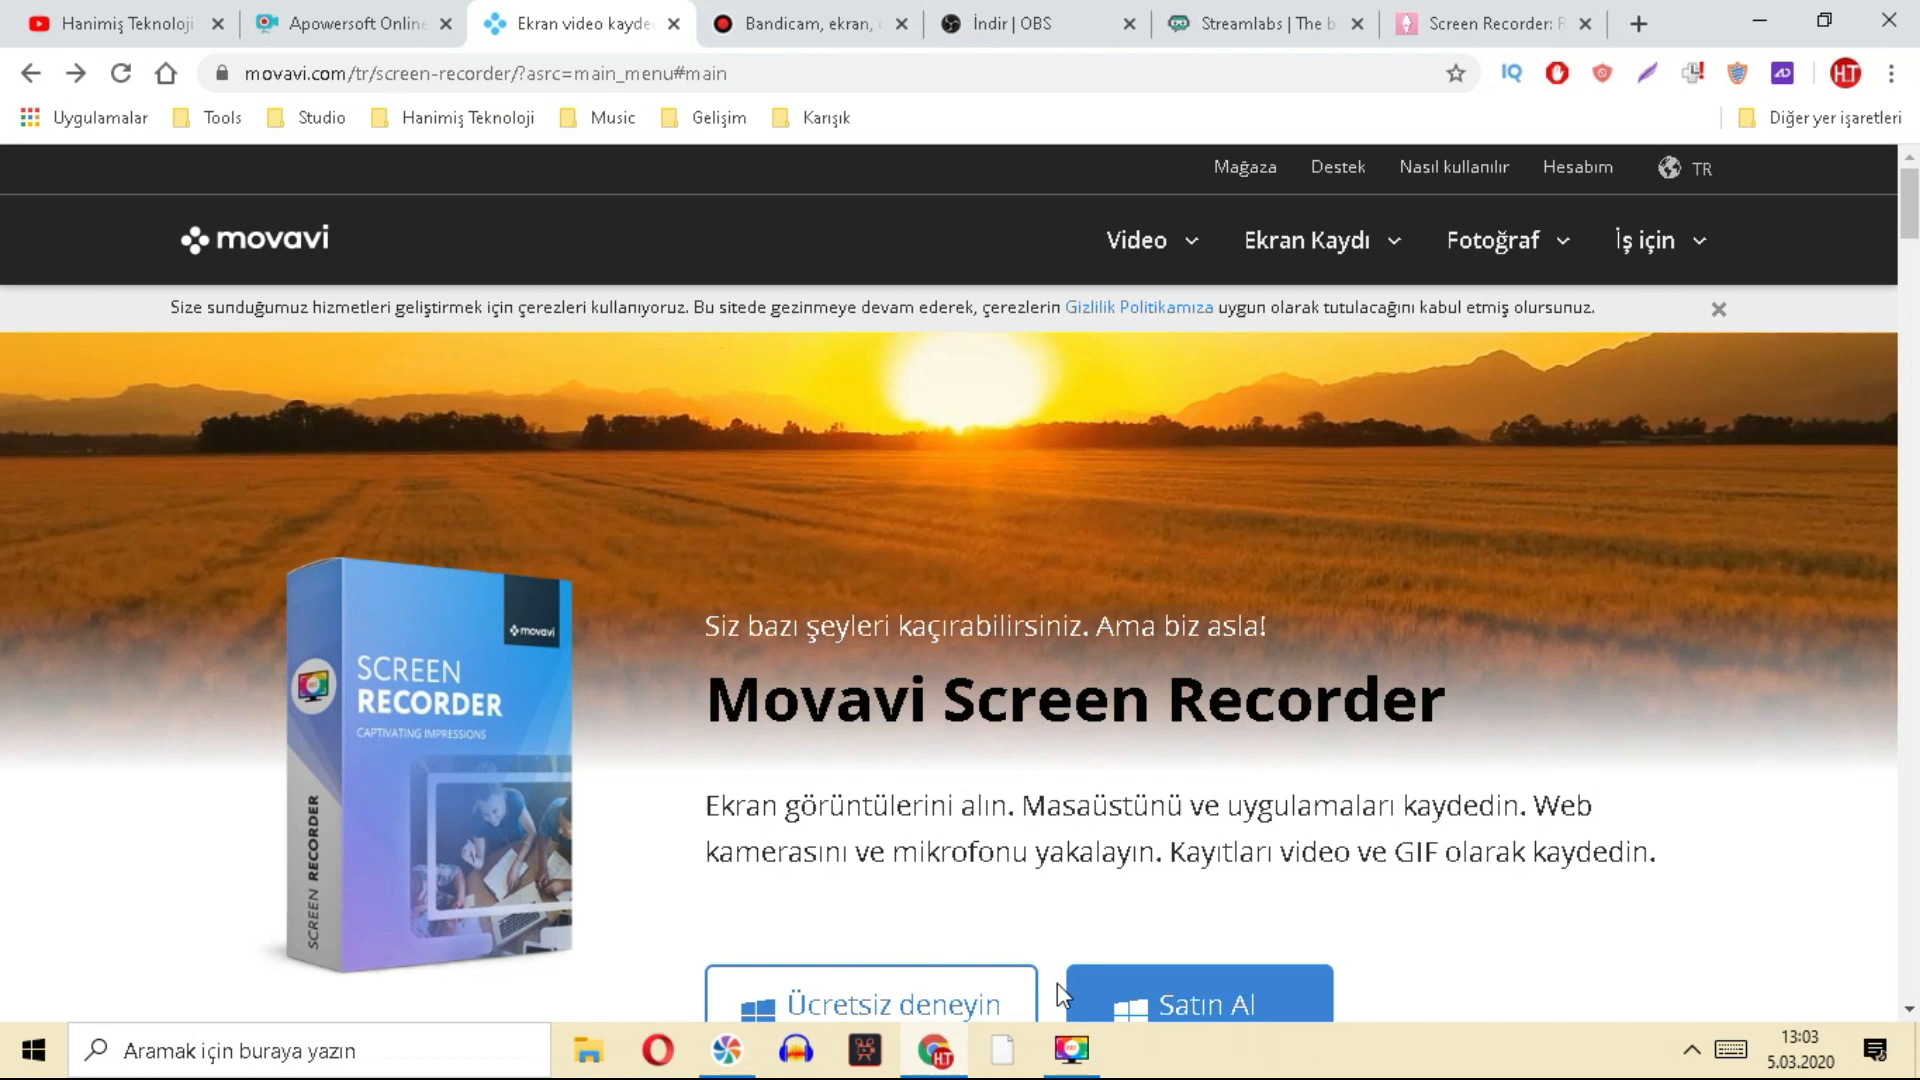 Hanimiş Teknoloji
Apowersoft Online
Ekran video kayde
Bandicam, ekran,
İndir | OBS
Streamlabs | The b
Screen Recorder: R
movavi.com/tr/screen-recorder/?asrc=main_menu#main
IQ
HT
Uygulamalar
Tools
Studio
Hanimiş Teknoloji
Music
Gelişim
Karışık
Diğer yer işaretleri
Mağaza
Destek
Nasıl kullanılır
Hesabım
TR
movavi
Video
Ekran Kaydı
Fotoğraf
İş için
Size sunduğumuz hizmetleri geliştirmek için çerezleri kullanıyoruz. Bu sitede gezinmeye devam ederek, çerezlerin Gizlilik Politikamıza uygun olarak tutulacağını kabul etmiş olursunuz.
movavi
SCREEN
RECORDER
CAPTIVATING IMPRESSIONS
SCREEN RECORDER
Siz bazı şeyleri kaçırabilirsiniz. Ama biz asla!
Movavi Screen Recorder
Ekran görüntülerini alın. Masaüstünü ve uygulamaları kaydedin. Web
kamerasını ve mikrofonu yakalayın. Kayıtları video ve GIF olarak kaydedin.
Ücretsiz deneyin
Satın Al
Aramak için buraya yazın
HT
13:03
5.03.2020